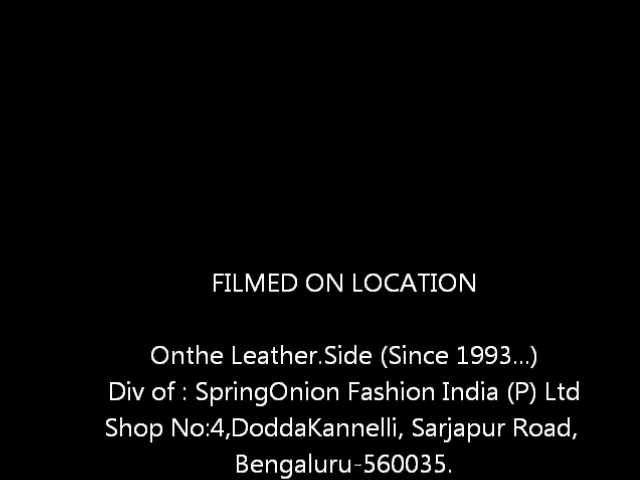 FILMED ON LOCATION
Onthe Leather.Side (Since 1993...)
Div of : SpringOnion Fashion India (P) Ltd
Shop No:4,DoddaKannelli, Sarjapur Road,
Bengaluru-560035.